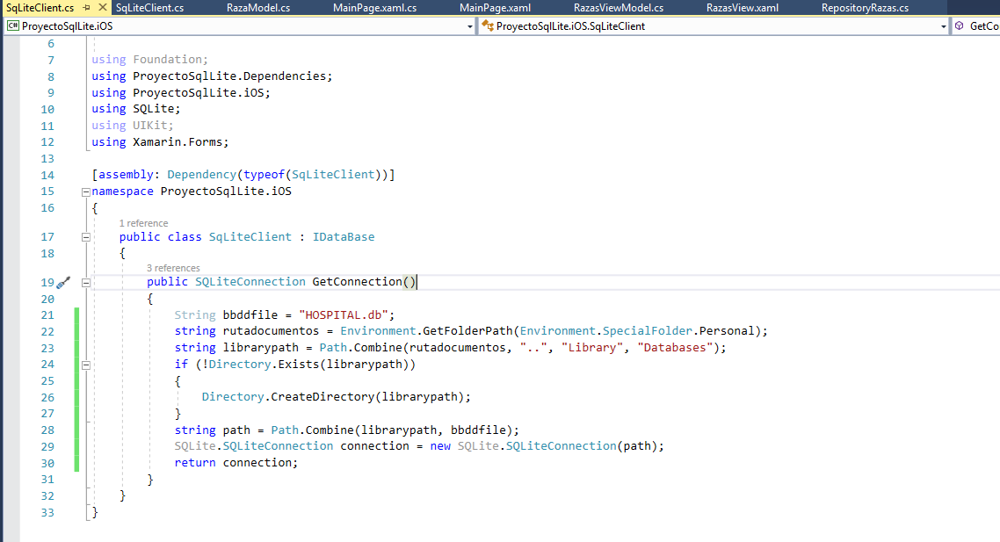 SqLiteClient.cs SqLiteClient.cs RazaModel.cs MainPage.xaml.cs MainPage.xaml RazasViewModel.cs RazasView.xaml RepositoryRazas.cs
C# ProyectoSqlLite.iOS ProyectoSqlLite.iOS.SqLiteClient GetCo
6
7 using Foundation;
8 using ProyectoSqlLite.Dependencies;
9 using ProyectoSqlLite.iOS;
10 using SQLite;
11 using UIKit;
12 using Xamarin.Forms;
13
14 [assembly: Dependency(typeof(SqLiteClient))]
15 namespace ProyectoSqlLite.iOS
16 {
1 reference
17 public class SqLiteClient : IDataBase
18 {
3 references
19 public SQLiteConnection GetConnection()
20 {
21 String bbddfile = "HOSPITAL.db";
22 string rutadocumentos = Environment.GetFolderPath(Environment.SpecialFolder.Personal);
23 string librarypath = Path.Combine(rutadocumentos, "..", "Library", "Databases");
24 if (!Directory.Exists(librarypath))
25 {
26 Directory.CreateDirectory(librarypath);
27 }
28 string path = Path.Combine(librarypath, bbddfile);
29 SQLite.SQLiteConnection connection = new SQLite.SQLiteConnection(path);
30 return connection;
31 }
32 }
33 }